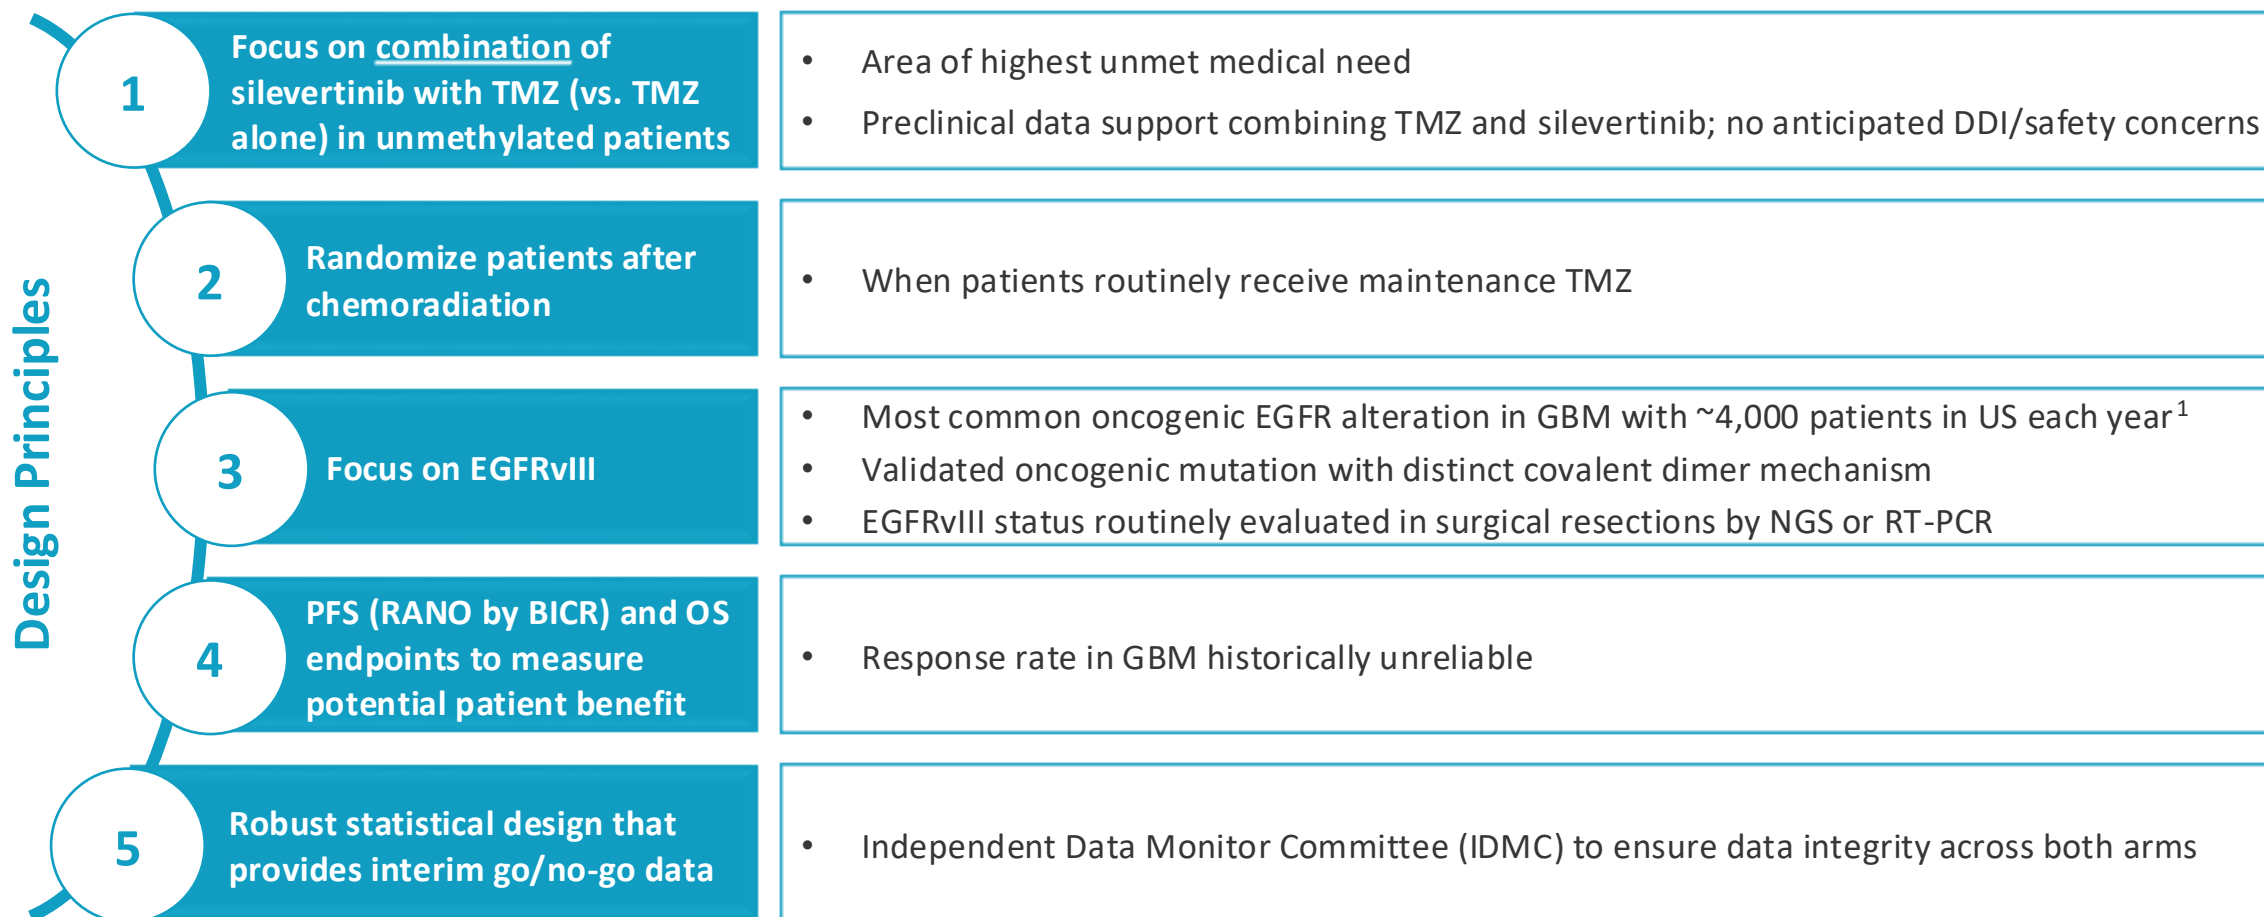 Design Principles
1
Focus on combination of
silevertinib with TMZ (vs. TMZ
alone) in unmethylated patients
• Area of highest unmet medical need
• Preclinical data support combining TMZ and silevertinib; no anticipated DDI/safety concerns
2
Randomize patients after
chemoradiation
• When patients routinely receive maintenance TMZ
3
Focus on EGFRvIII
• Most common oncogenic EGFR alteration in GBM with ~4,000 patients in US each year¹
• Validated oncogenic mutation with distinct covalent dimer mechanism
• EGFRvIII status routinely evaluated in surgical resections by NGS or RT-PCR
4
PFS (RANO by BICR) and OS
endpoints to measure
potential patient benefit
• Response rate in GBM historically unreliable
5
Robust statistical design that
provides interim go/no-go data
• Independent Data Monitor Committee (IDMC) to ensure data integrity across both arms